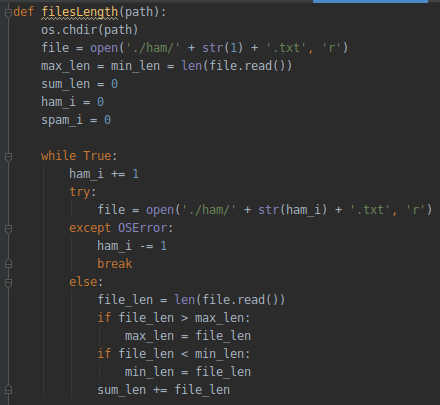 def filesLength(path):
    os.chdir(path)
    file = open('./ham/' + str(1) + '.txt', 'r')
    max_len = min_len = len(file.read())
    sum_len = 0
    ham_i = 0
    spam_i = 0

    while True:
        ham_i += 1
        try:
            file = open('./ham/' + str(ham_i) + '.txt', 'r')
        except OSError:
            ham_i -= 1
            break
        else:
            file_len = len(file.read())
            if file_len > max_len:
                max_len = file_len
            if file_len < min_len:
                min_len = file_len
            sum_len += file_len